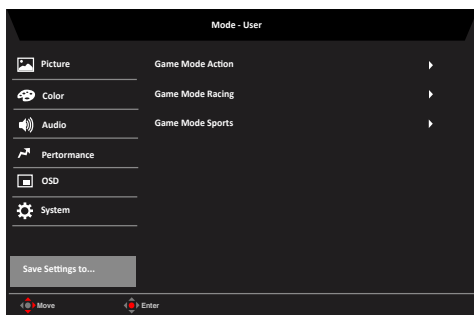 Mode - User
Picture
Game Mode Action
Color
Game Mode Racing
Audio
Game Mode Sports
Pertormance
OSD
System
Save Settings to...
Move
Enter